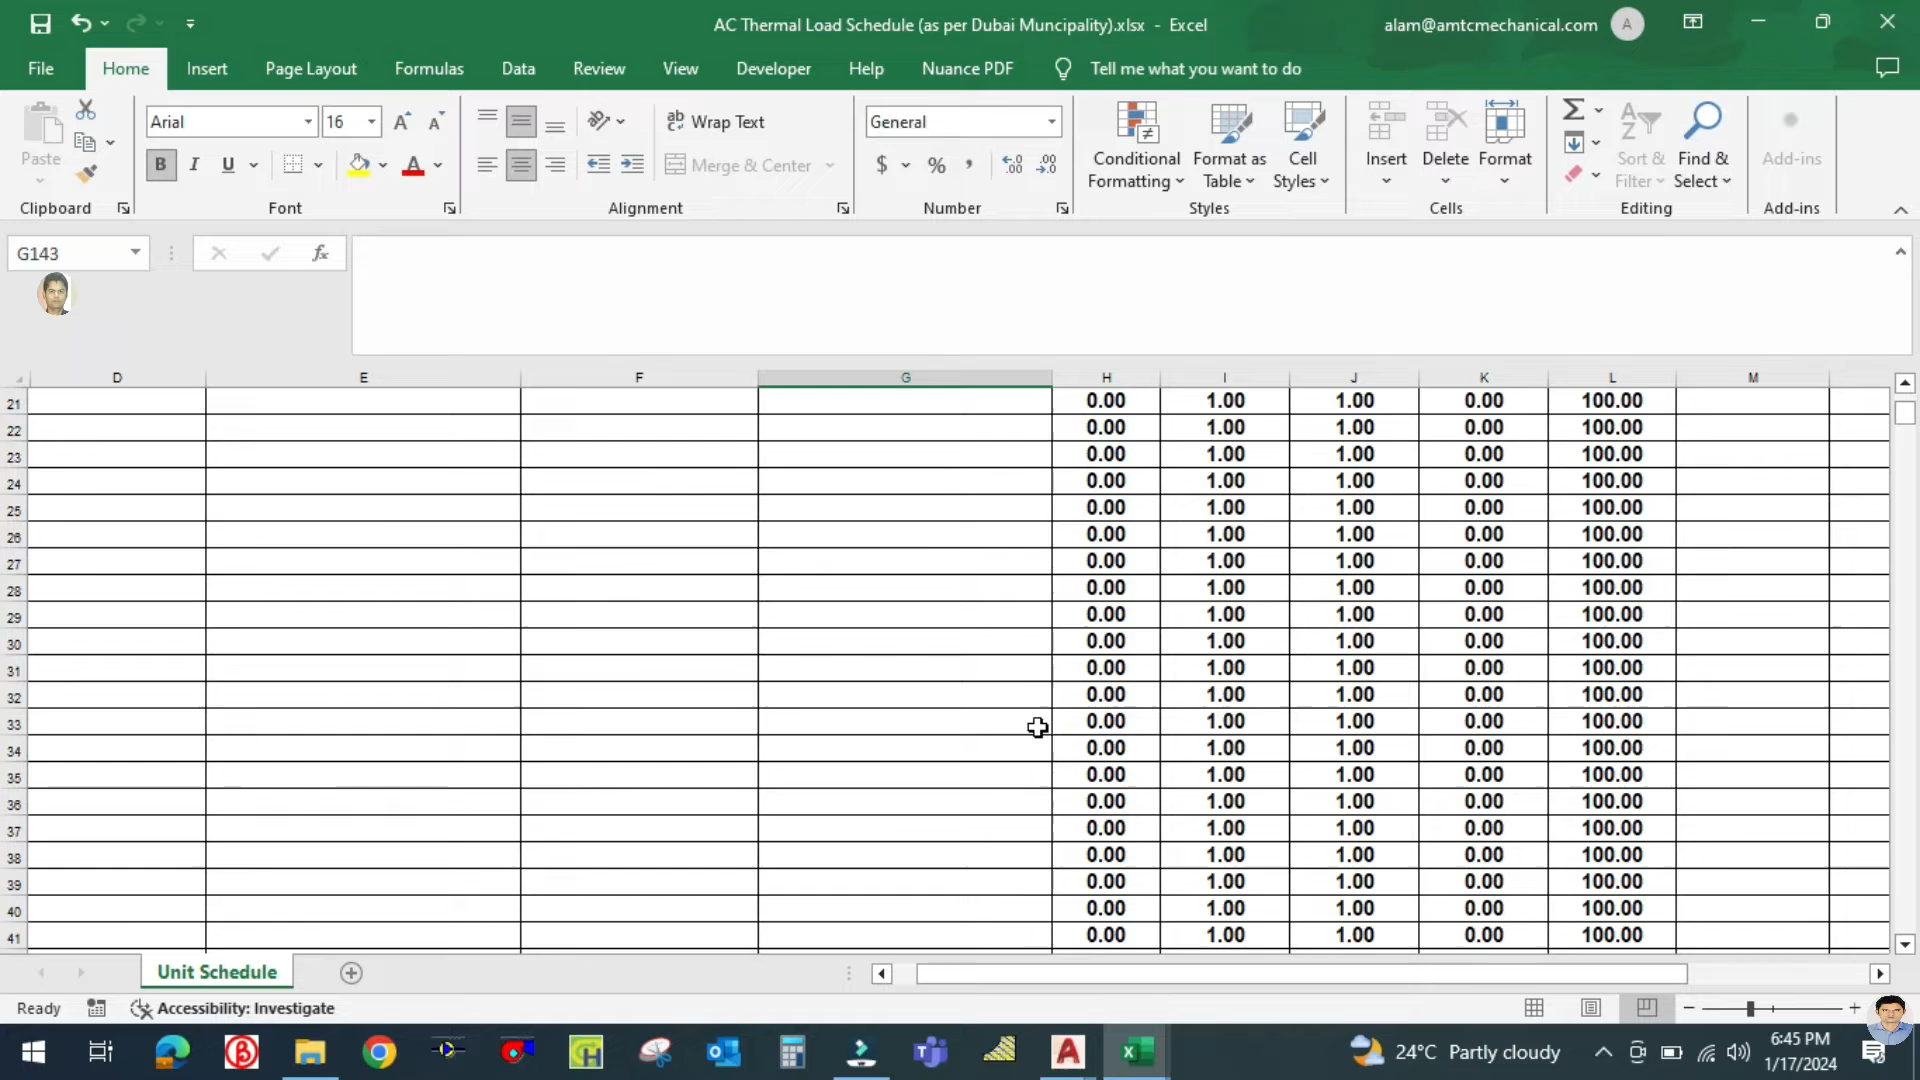 AC Thermal Load Schedule (as per Dubai Muncipality).xlsx - Excel
alam@amtcmechanical.com
A
File Home Insert Page Layout Formulas Data Review View Developer Help Nuance PDF Tell me what you want to do
Arial 16
Wrap Text
General
Paste
B I U
Merge & Center
$ % ,
Conditional Formatting
Format as Table
Cell Styles
Insert Delete Format
Sort & Filter
Find & Select
Add-ins
Clipboard Font Alignment Number Styles Cells Editing Add-ins
G143
fx
D E F G H I J K L M
21 0.00 1.00 1.00 0.00 100.00
22 0.00 1.00 1.00 0.00 100.00
23 0.00 1.00 1.00 0.00 100.00
24 0.00 1.00 1.00 0.00 100.00
25 0.00 1.00 1.00 0.00 100.00
26 0.00 1.00 1.00 0.00 100.00
27 0.00 1.00 1.00 0.00 100.00
28 0.00 1.00 1.00 0.00 100.00
29 0.00 1.00 1.00 0.00 100.00
30 0.00 1.00 1.00 0.00 100.00
31 0.00 1.00 1.00 0.00 100.00
32 0.00 1.00 1.00 0.00 100.00
33 0.00 1.00 1.00 0.00 100.00
34 0.00 1.00 1.00 0.00 100.00
35 0.00 1.00 1.00 0.00 100.00
36 0.00 1.00 1.00 0.00 100.00
37 0.00 1.00 1.00 0.00 100.00
38 0.00 1.00 1.00 0.00 100.00
39 0.00 1.00 1.00 0.00 100.00
40 0.00 1.00 1.00 0.00 100.00
41 0.00 1.00 1.00 0.00 100.00
Unit Schedule
Ready Accessibility: Investigate
24°C Partly cloudy
6:45 PM
1/17/2024